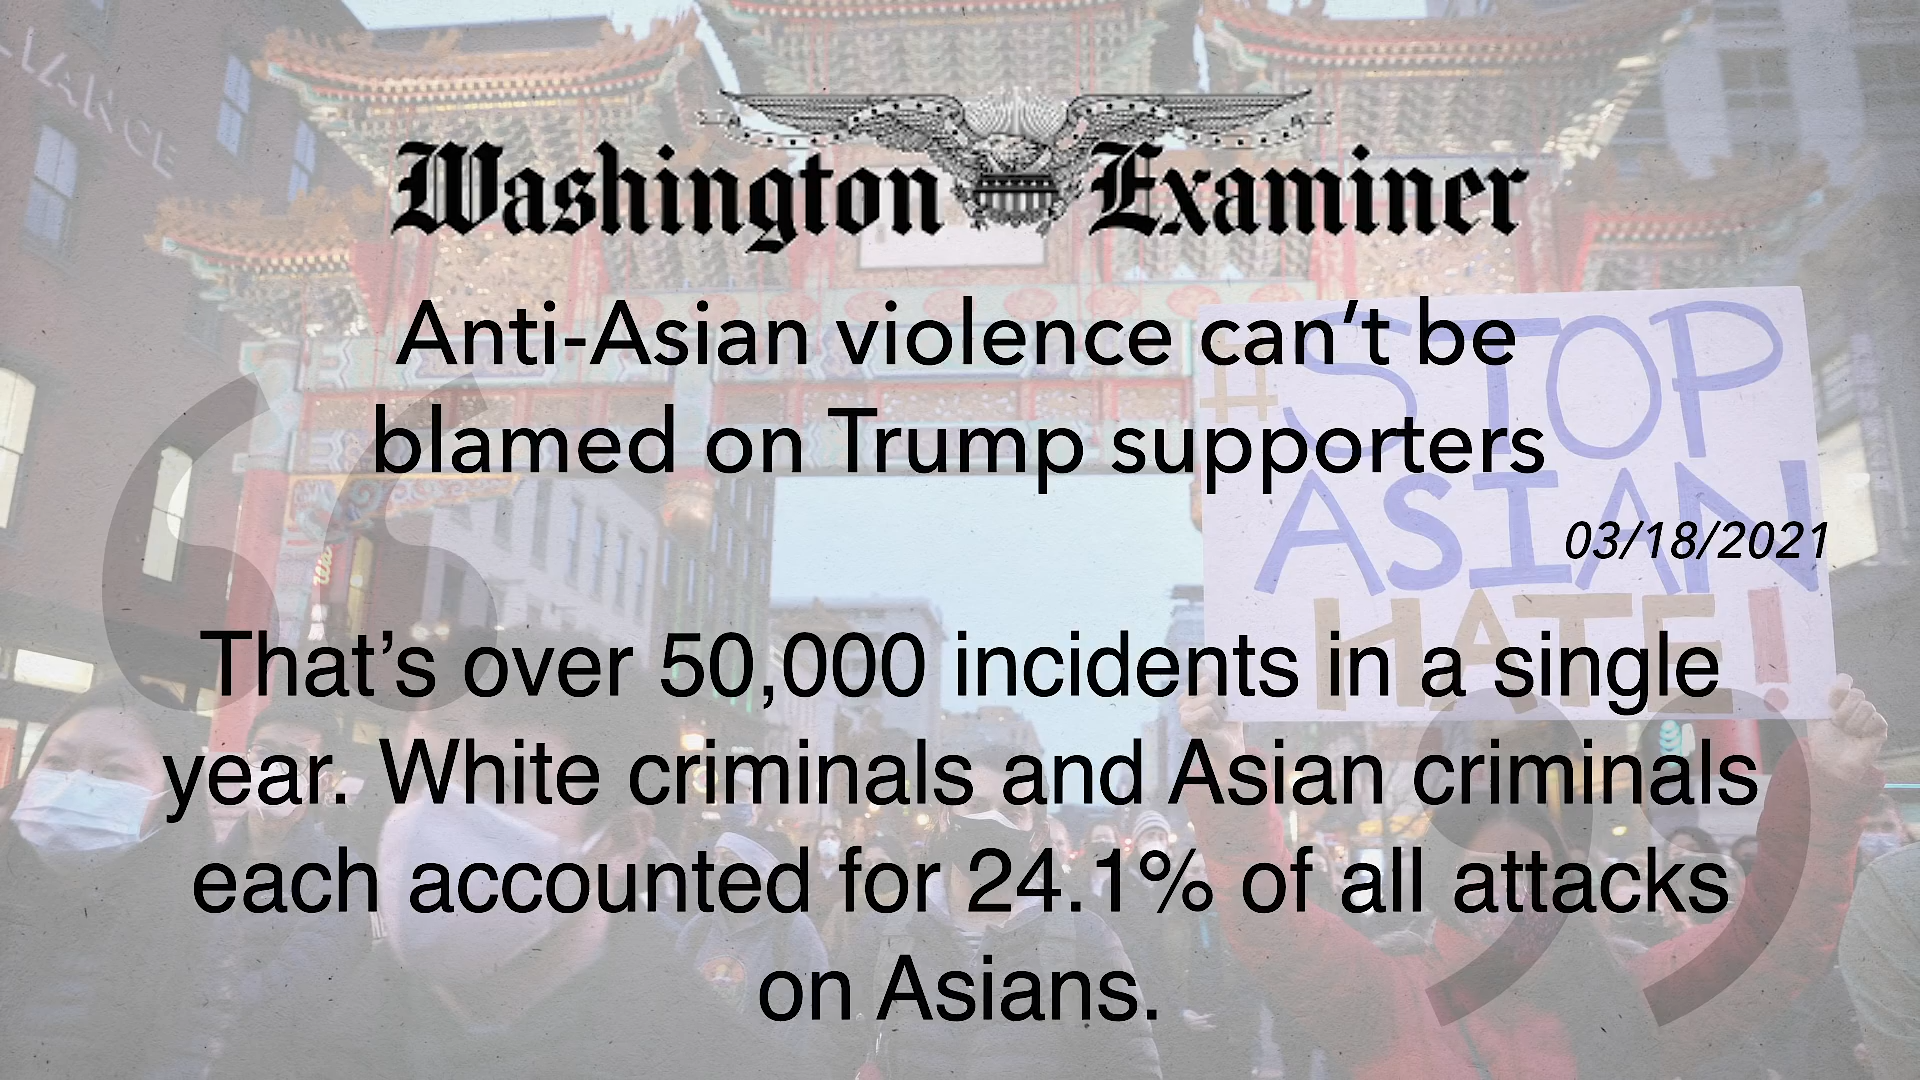 LIANCE
Washington Examiner
Anti-Asian violence can’t be
blamed on Trump supporters
#STOP
ASIAN
HATE!
03/18/2021
“
That’s over 50,000 incidents in a single
year. White criminals and Asian criminals
each accounted for 24.1% of all attacks
on Asians.
”